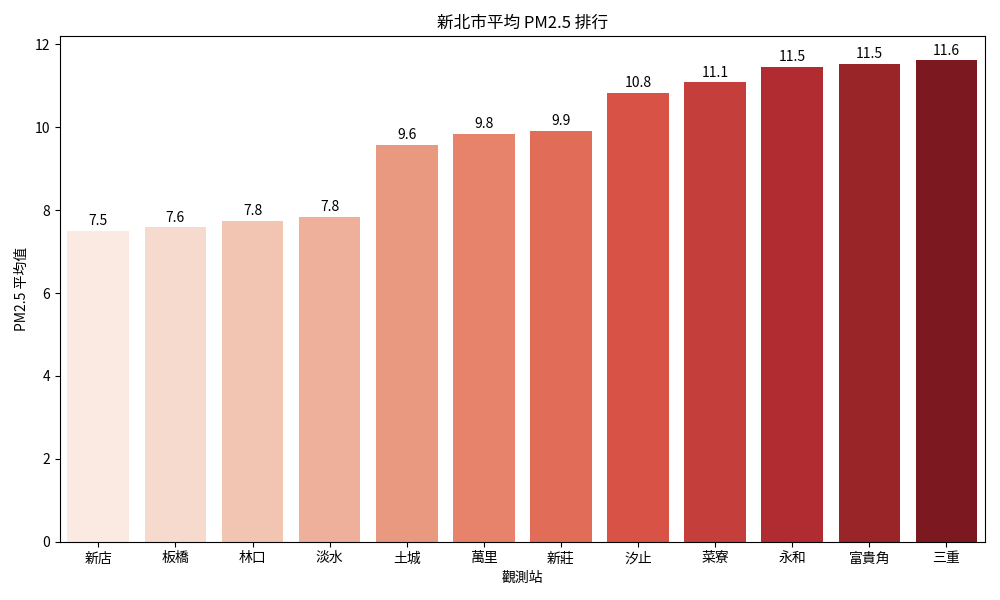 新北市平均 PM2.5 排行
PM2.5 平均值
12
10
8
6
4
2
0
7.5
7.6
7.8
7.8
9.6
9.8
9.9
10.8
11.1
11.5
11.5
11.6
新店
板橋
林口
淡水
土城
萬里
新莊
汐止
菜寮
永和
富貴角
三重
觀測站